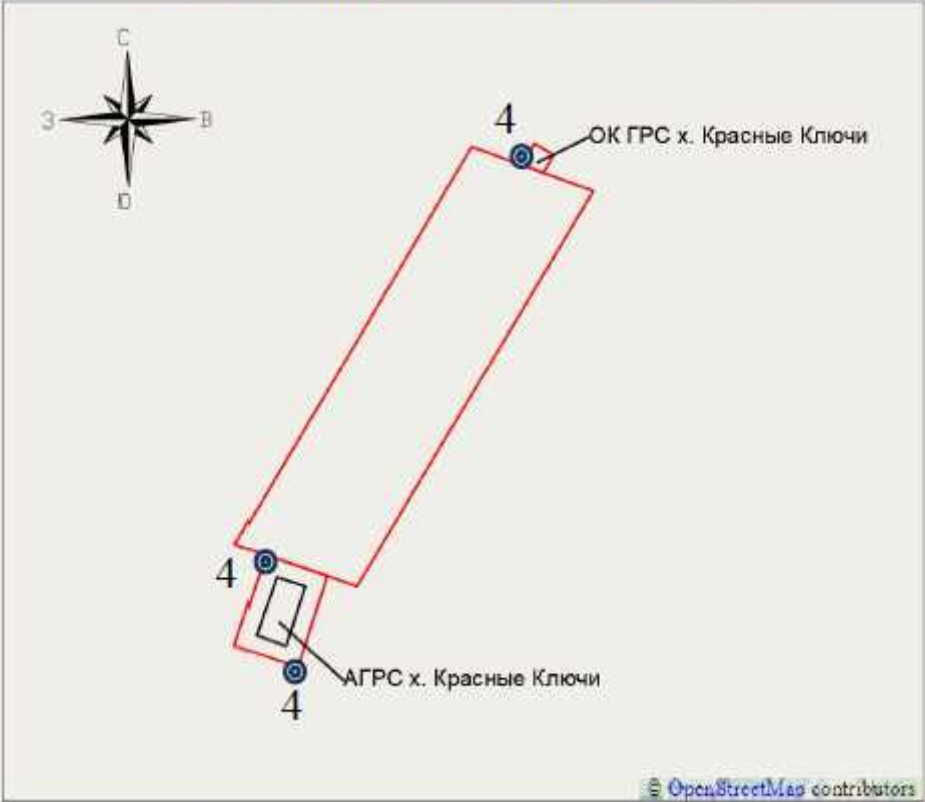 С
З В
Ю
4
ОК ГРС х. Красные Ключи
4
АГРС х. Красные Ключи
4
© OpenStreetMap contributors